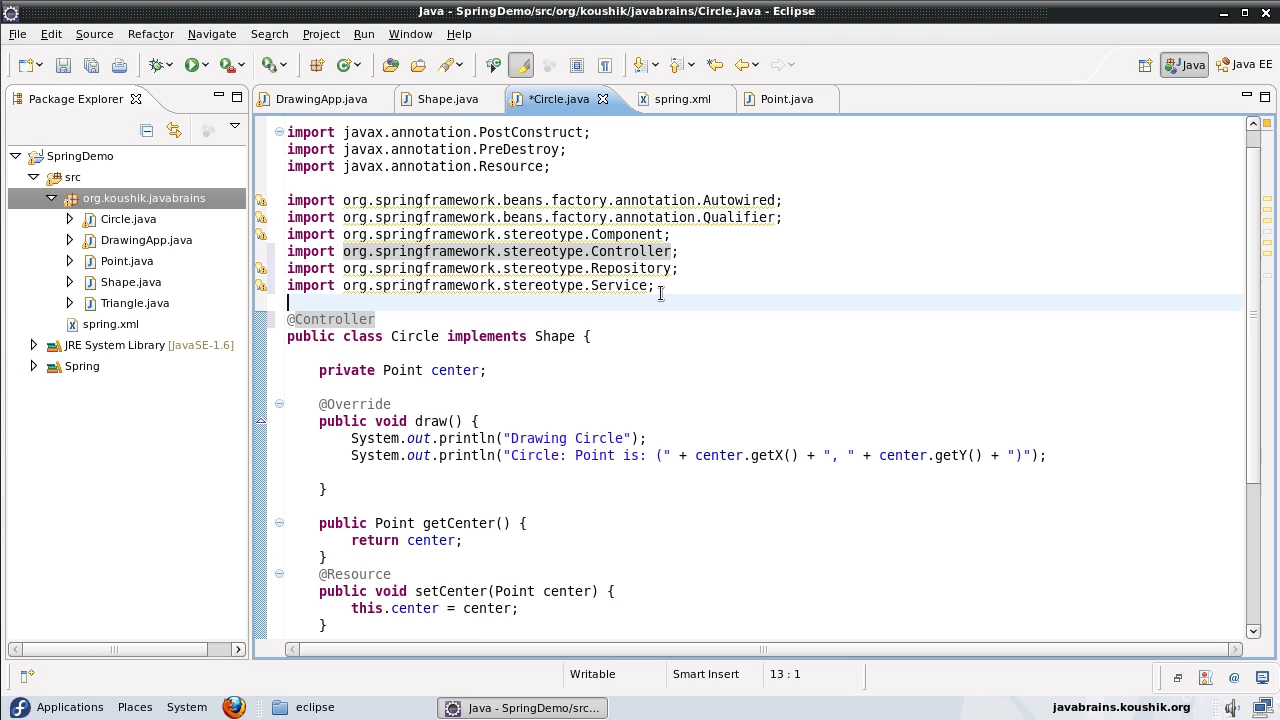 Java - SpringDemo/src/org/koushik/javabrains/Circle.java - Eclipse
File Edit Source Refactor Navigate Search Project Run Window Help
Java Java EE
Package Explorer
DrawingApp.java Shape.java *Circle.java spring.xml Point.java
SpringDemo
src
org.koushik.javabrains
Circle.java
DrawingApp.java
Point.java
Shape.java
Triangle.java
spring.xml
JRE System Library [JavaSE-1.6]
Spring
import javax.annotation.PostConstruct;
import javax.annotation.PreDestroy;
import javax.annotation.Resource;
import org.springframework.beans.factory.annotation.Autowired;
import org.springframework.beans.factory.annotation.Qualifier;
import org.springframework.stereotype.Component;
import org.springframework.stereotype.Controller;
import org.springframework.stereotype.Repository;
import org.springframework.stereotype.Service;
@Controller
public class Circle implements Shape {
private Point center;
@Override
public void draw() {
System.out.println("Drawing Circle");
System.out.println("Circle: Point is: (" + center.getX() + ", " + center.getY() + ")");
}
public Point getCenter() {
return center;
}
@Resource
public void setCenter(Point center) {
this.center = center;
}
Writable Smart Insert 13 : 1
Applications Places System eclipse Java - SpringDemo/src... javabrains.koushik.org